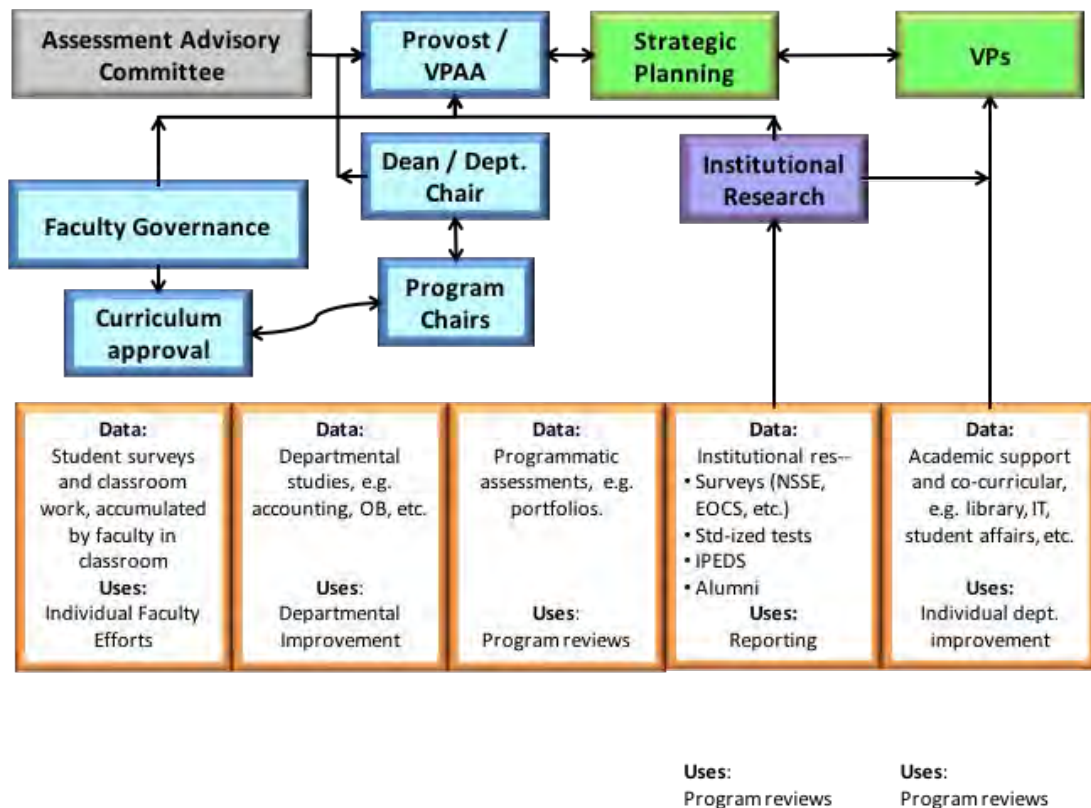 Assessment Advisory
Committee
Provost /
VPAA
Strategic
Planning
VPs
Dean / Dept.
Chair
Institutional
Research
Faculty Governance
Program
Chairs
Curriculum
approval
Data:
Student surveys
and classroom
work, accumulated
by faculty in
classroom
Uses:
Individual Faculty
Efforts
Data:
Departmental
studies, e.g.
accounting, OB, etc.
Uses:
Departmental
Improvement
Data:
Programmatic
assessments, e.g.
portfolios.
Uses:
Program reviews
Data:
Institutional res--
• Surveys (NSSE,
EOCS, etc.)
• Std-ized tests
• IPEDS
• Alumni
Uses:
Reporting
Data:
Academic support
and co-curricular,
e.g. library, IT,
student affairs, etc.
Uses:
Individual dept.
improvement
Uses:
Program reviews
Uses:
Program reviews